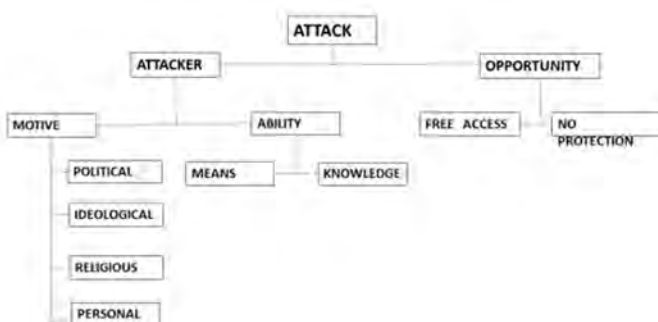 ATTACK
ATTACKER
OPPORTUNITY
MOTIVE
ABILITY
FREE ACCESS
NO
PROTECTION
POLITICAL
MEANS
KNOWLEDGE
IDEOLOGICAL
RELIGIOUS
PERSONAL